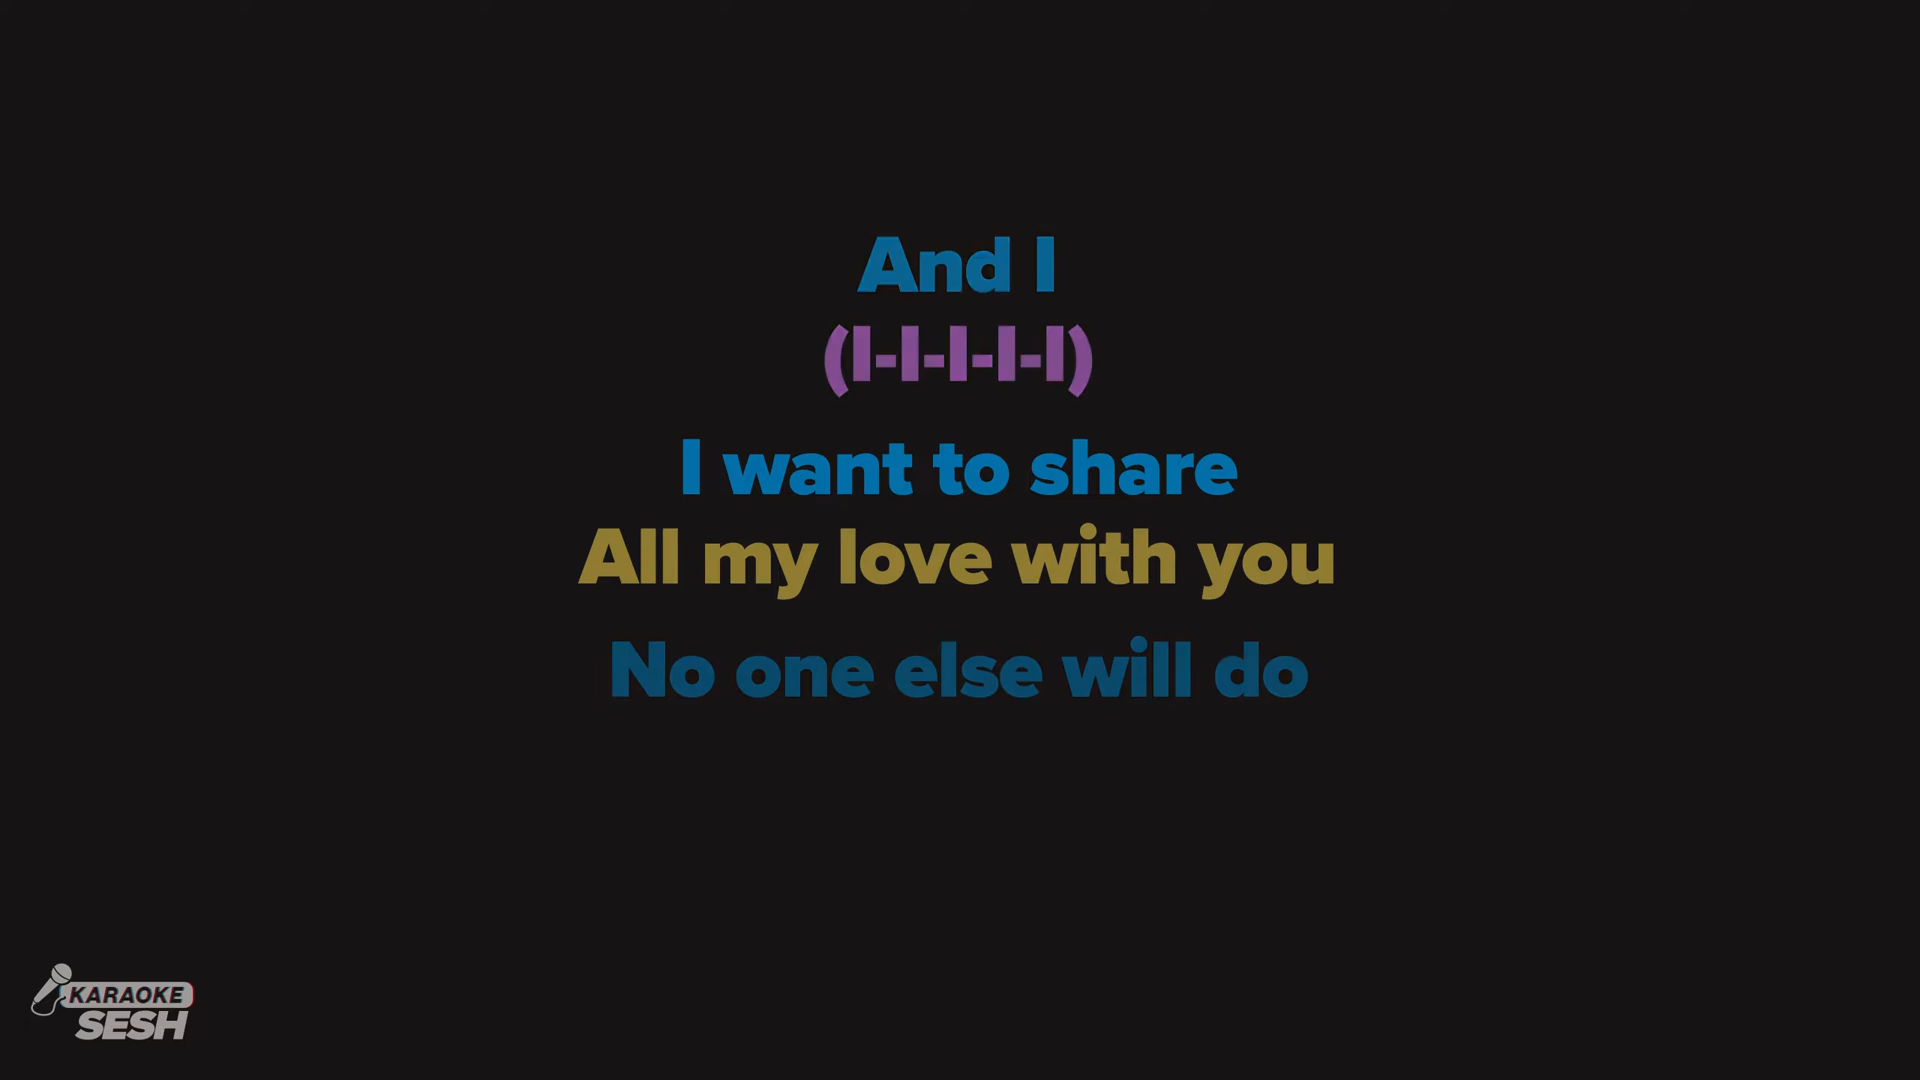 And I
(I-I-I-I-I)
I want to share
All my love with you
No one else will do
KARAOKE
SESH